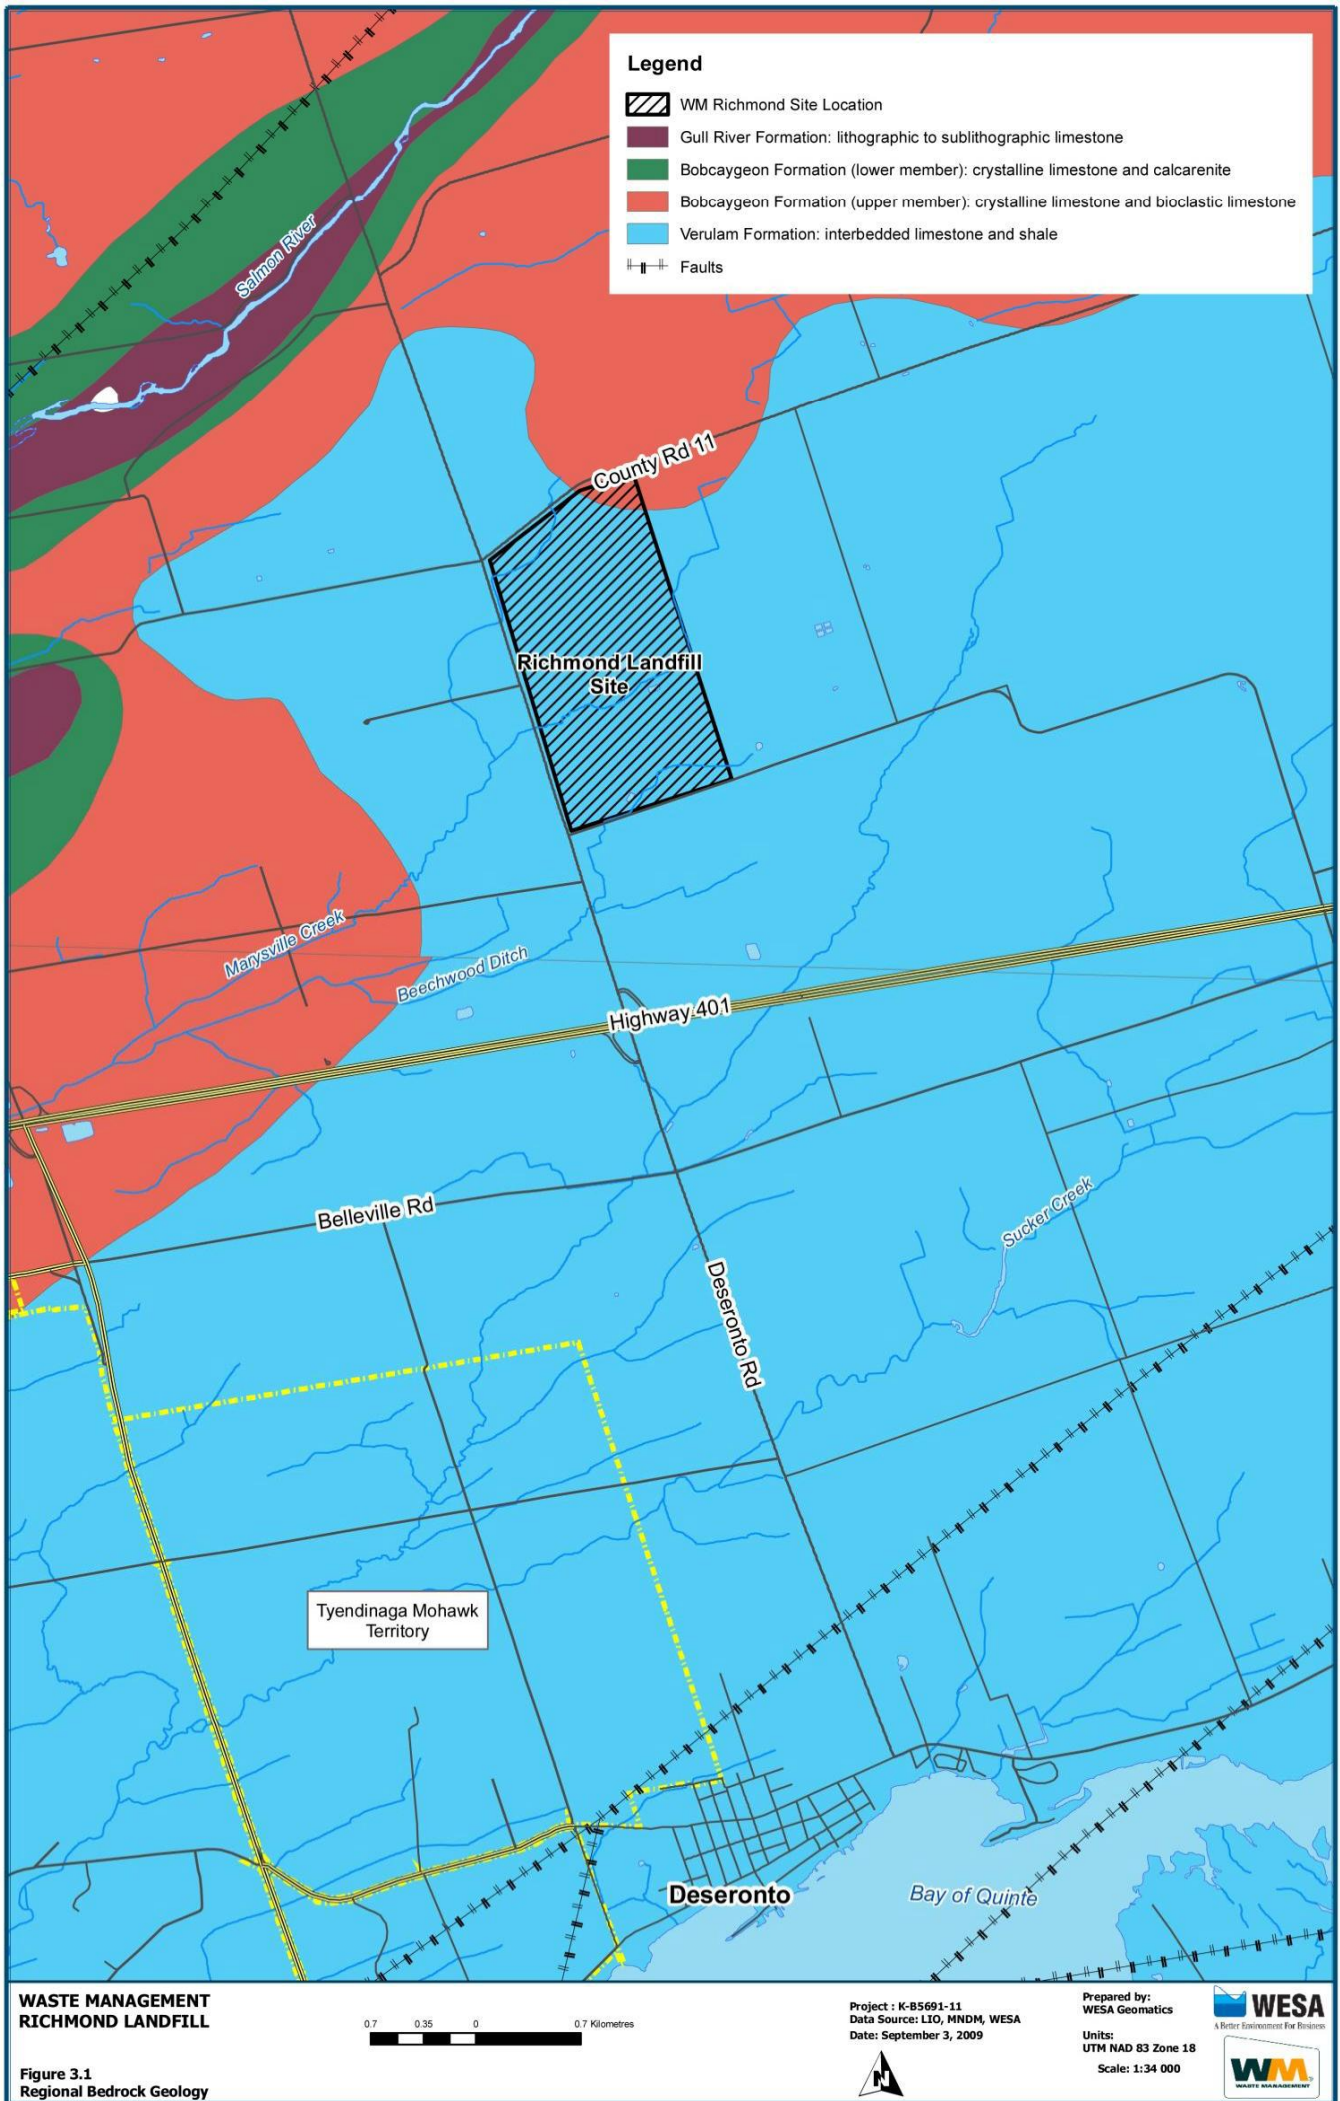 Legend
WM Richmond Site Location
Gull River Formation: lithographic to sublithographic limestone
Bobcaygeon Formation (lower member): crystalline limestone and calcarenite
Bobcaygeon Formation (upper member): crystalline limestone and bioclastic limestone
Verulam Formation: interbedded limestone and shale
Faults
Salmon River
County Rd 11
Richmond Landfill
Site
Marysville Creek
Beechwood Ditch
Highway 401
Belleville Rd
Sucker Creek
Deseronto Rd
Tyendinaga Mohawk
Territory
Deseronto
Bay of Quinte
WASTE MANAGEMENT
RICHMOND LANDFILL
Figure 3.1
Regional Bedrock Geology
0.7 0.35 0 0.7 Kilometres
Project : K-B5691-11
Data Source: LIO, MNDM, WESA
Date: September 3, 2009
N
Prepared by:
WESA Geomatics
Units:
UTM NAD 83 Zone 18
Scale: 1:34 000
WESA
A Better Environment For Business
WM
WASTE MANAGEMENT